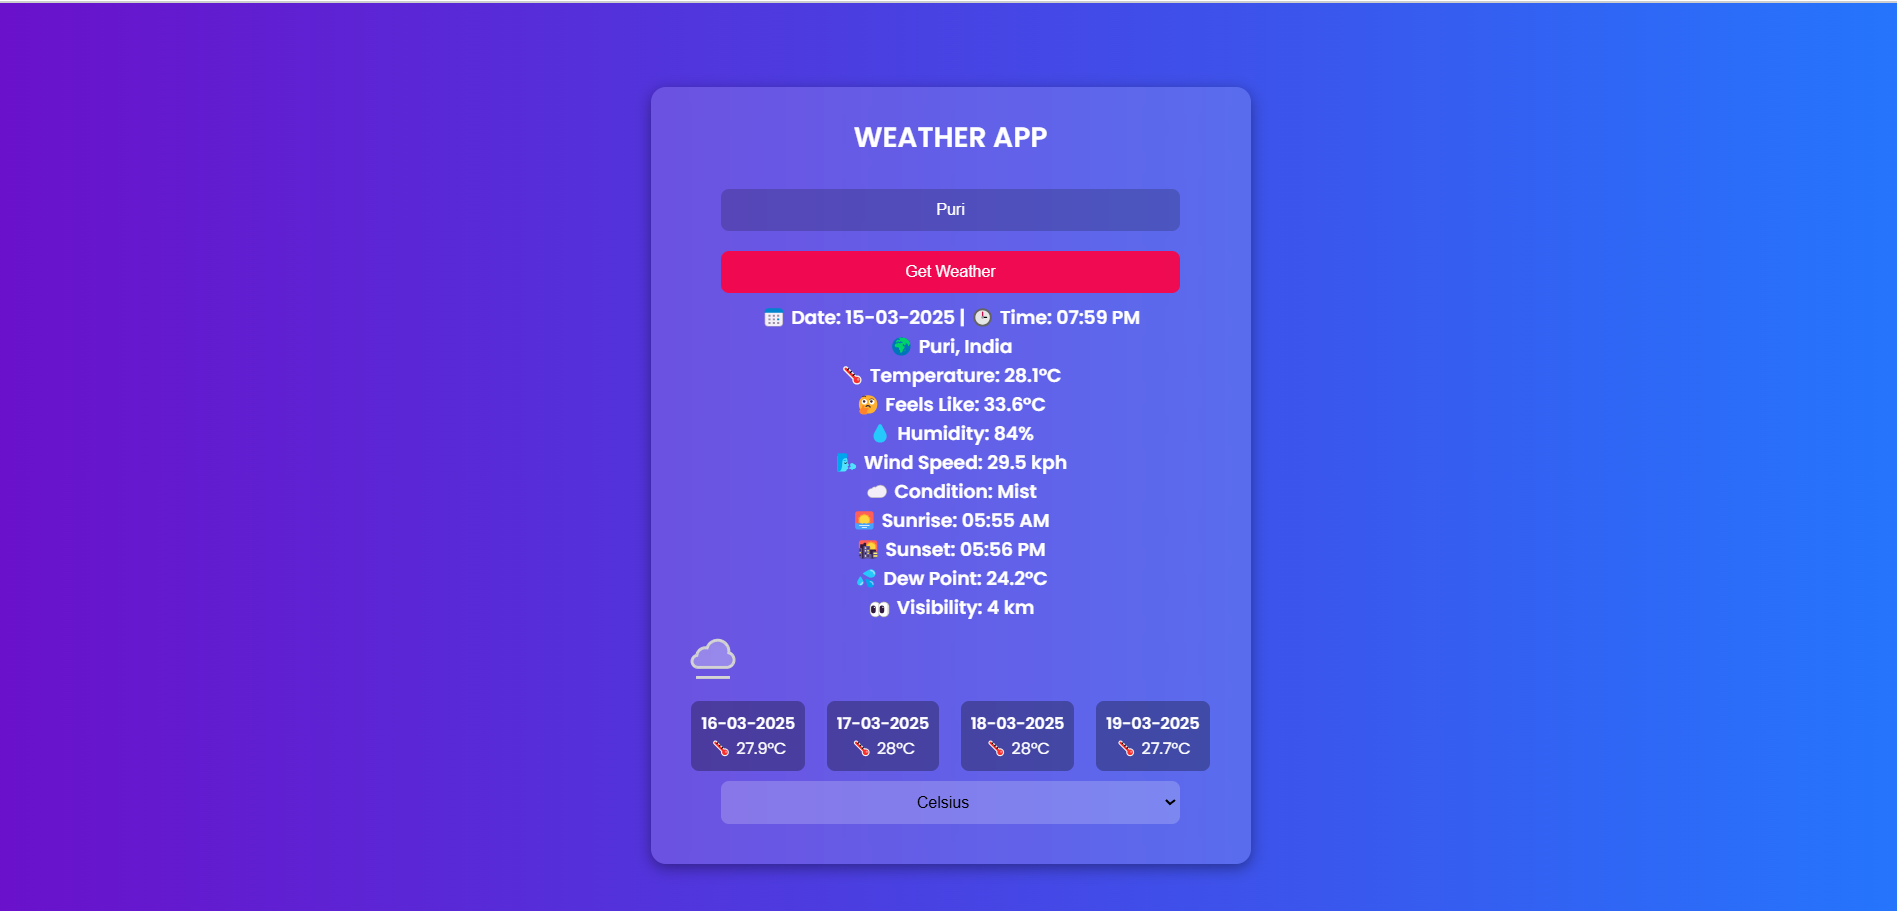 WEATHER APP
Puri
Get Weather
Date: 15-03-2025 | Time: 07:59 PM
Puri, India
Temperature: 28.1°C
Feels Like: 33.6°C
Humidity: 84%
Wind Speed: 29.5 kph
Condition: Mist
Sunrise: 05:55 AM
Sunset: 05:56 PM
Dew Point: 24.2°C
Visibility: 4 km
16-03-2025 17-03-2025 18-03-2025 19-03-2025
27.9°C 28°C 28°C 27.7°C
Celsius